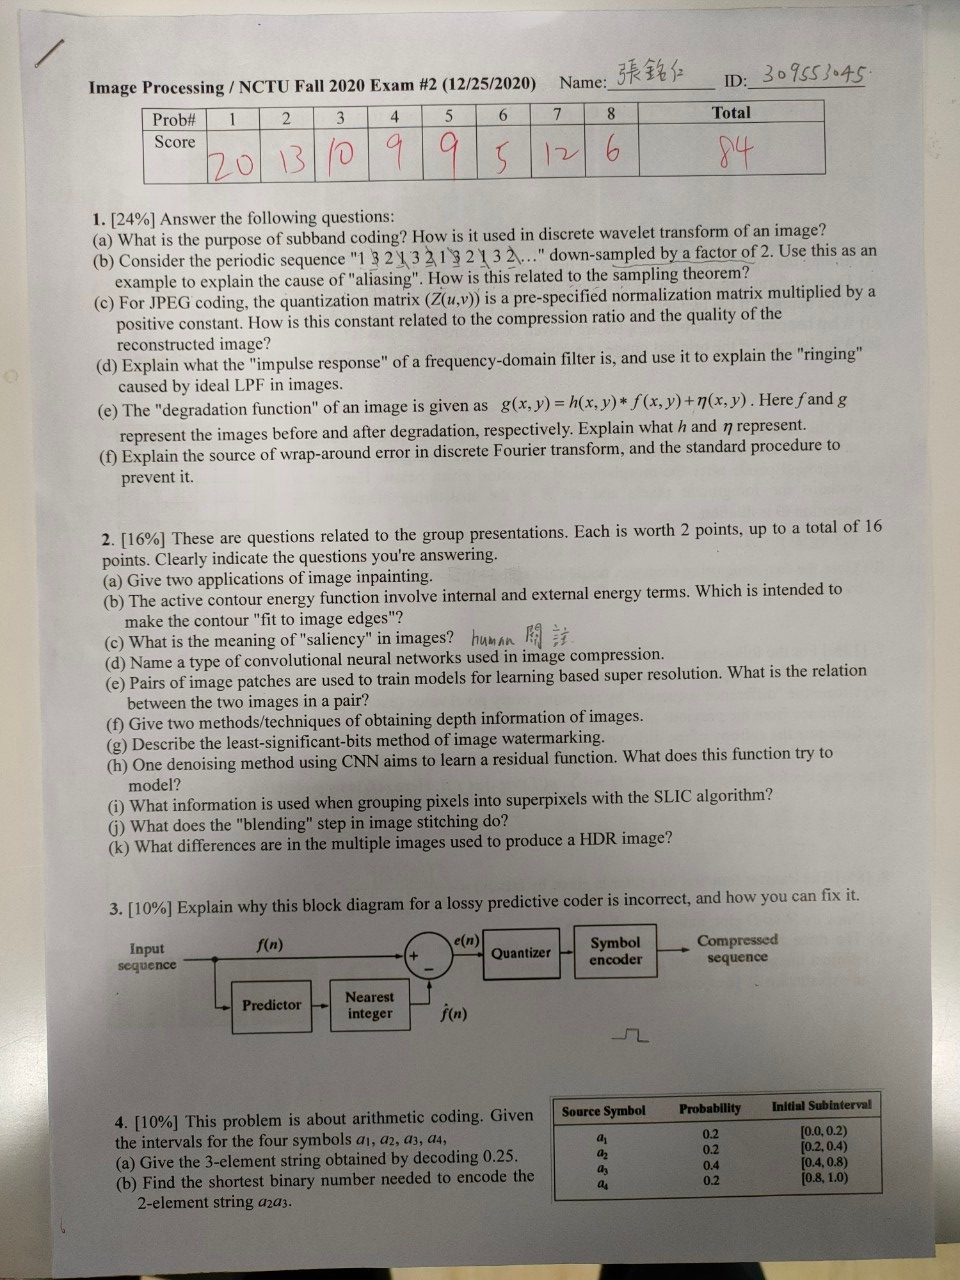 Image Processing / NCTU Fall 2020 Exam #2 (12/25/2020) Name: 張銘仁 ID: 309553045
Prob# 1 2 3 4 5 6 7 8 Total
Score 20 13 10 9 9 5 12 6 84
1. [24%] Answer the following questions:
(a) What is the purpose of subband coding? How is it used in discrete wavelet transform of an image?
(b) Consider the periodic sequence "1 3 2 1 3 2 1 3 2 1 3 2..." down-sampled by a factor of 2. Use this as an
example to explain the cause of "aliasing". How is this related to the sampling theorem?
(c) For JPEG coding, the quantization matrix (Z(u,v)) is a pre-specified normalization matrix multiplied by a
positive constant. How is this constant related to the compression ratio and the quality of the
reconstructed image?
(d) Explain what the "impulse response" of a frequency-domain filter is, and use it to explain the "ringing"
caused by ideal LPF in images.
(e) The "degradation function" of an image is given as g(x, y) = h(x, y) * f(x, y) + η(x, y) . Here f and g
represent the images before and after degradation, respectively. Explain what h and η represent.
(f) Explain the source of wrap-around error in discrete Fourier transform, and the standard procedure to
prevent it.
2. [16%] These are questions related to the group presentations. Each is worth 2 points, up to a total of 16
points. Clearly indicate the questions you're answering.
(a) Give two applications of image inpainting.
(b) The active contour energy function involve internal and external energy terms. Which is intended to
make the contour "fit to image edges"?
(c) What is the meaning of "saliency" in images? human 關注
(d) Name a type of convolutional neural networks used in image compression.
(e) Pairs of image patches are used to train models for learning based super resolution. What is the relation
between the two images in a pair?
(f) Give two methods/techniques of obtaining depth information of images.
(g) Describe the least-significant-bits method of image watermarking.
(h) One denoising method using CNN aims to learn a residual function. What does this function try to
model?
(i) What information is used when grouping pixels into superpixels with the SLIC algorithm?
(j) What does the "blending" step in image stitching do?
(k) What differences are in the multiple images used to produce a HDR image?
3. [10%] Explain why this block diagram for a lossy predictive coder is incorrect, and how you can fix it.
Input sequence
f(n)
+
−
e(n)
Quantizer
Symbol encoder
Compressed sequence
Predictor
Nearest integer
f̂(n)
4. [10%] This problem is about arithmetic coding. Given
the intervals for the four symbols a1, a2, a3, a4,
(a) Give the 3-element string obtained by decoding 0.25.
(b) Find the shortest binary number needed to encode the
2-element string a2a3.
Source Symbol Probability Initial Subinterval
a1 0.2 [0.0, 0.2)
a2 0.2 [0.2, 0.4)
a3 0.4 [0.4, 0.8)
a4 0.2 [0.8, 1.0)